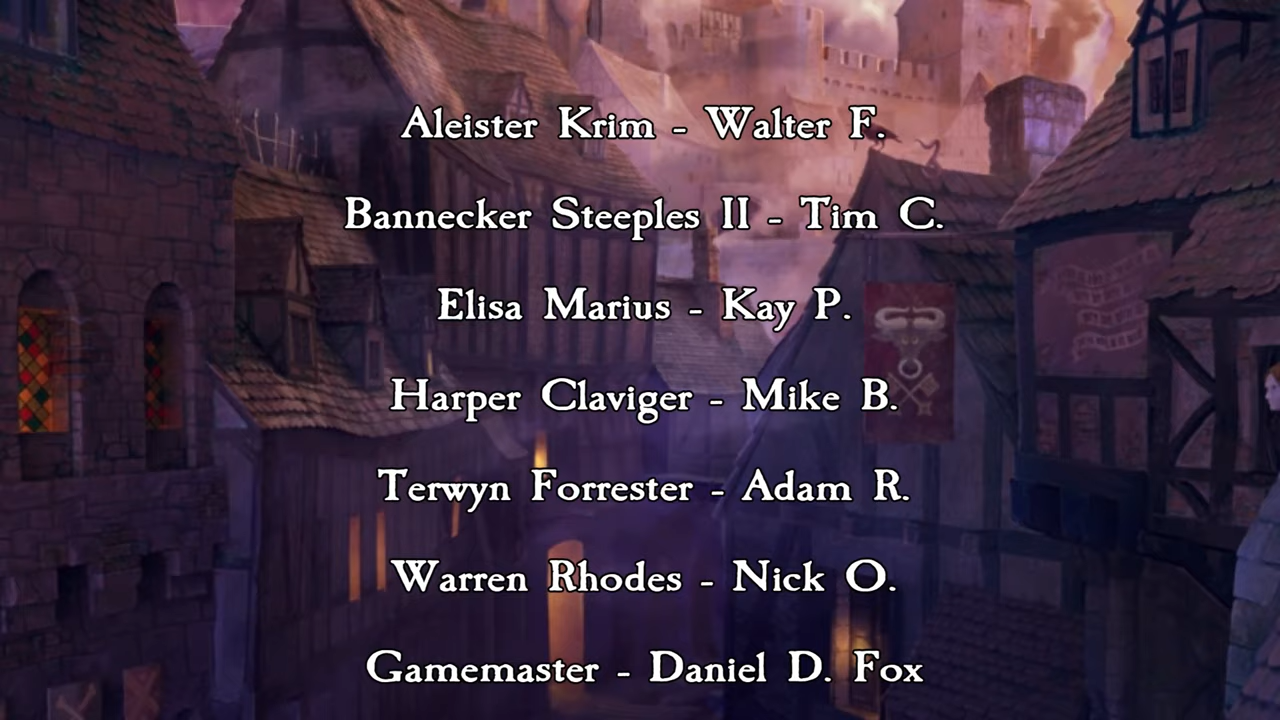 Aleister Krim - Walter F.
Bannecker Steeples II - Tim C.
Elisa Marius - Kay P.
Harper Claviger - Mike B.
Terwyn Forrester - Adam R.
Warren Rhodes - Nick O.
Gamemaster - Daniel D. Fox